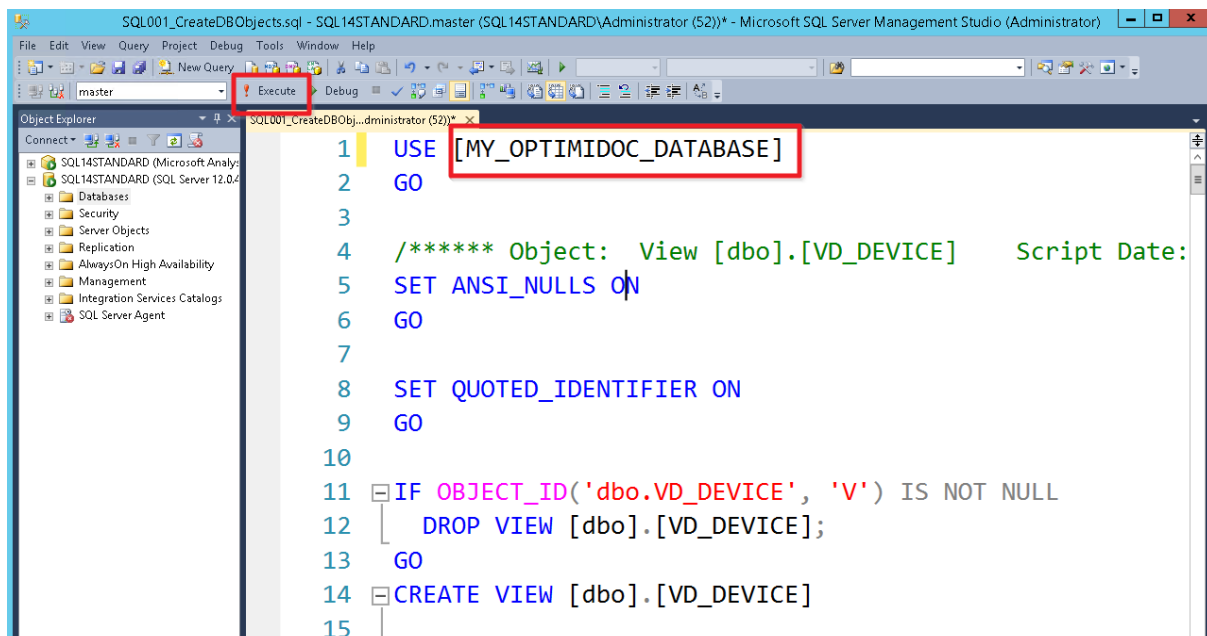 SQL001_CreateDBObjects.sql - SQL14STANDARD.master (SQL14STANDARD\Administrator (52))* - Microsoft SQL Server Management Studio (Administrator)
File Edit View Query Project Debug Tools Window Help
New Query
master Execute Debug
Object Explorer
SQL001_CreateDBObj...dministrator (52))*
Connect
SQL14STANDARD (Microsoft Analy
SQL14STANDARD (SQL Server 12.0.4
Databases
Security
Server Objects
Replication
AlwaysOn High Availability
Management
Integration Services Catalogs
SQL Server Agent
1 USE [MY_OPTIMIDOC_DATABASE]
2 GO
3
4 /****** Object: View [dbo].[VD_DEVICE] Script Date:
5 SET ANSI_NULLS ON
6 GO
7
8 SET QUOTED_IDENTIFIER ON
9 GO
10
11 IF OBJECT_ID('dbo.VD_DEVICE', 'V') IS NOT NULL
12 DROP VIEW [dbo].[VD_DEVICE];
13 GO
14 CREATE VIEW [dbo].[VD_DEVICE]
15